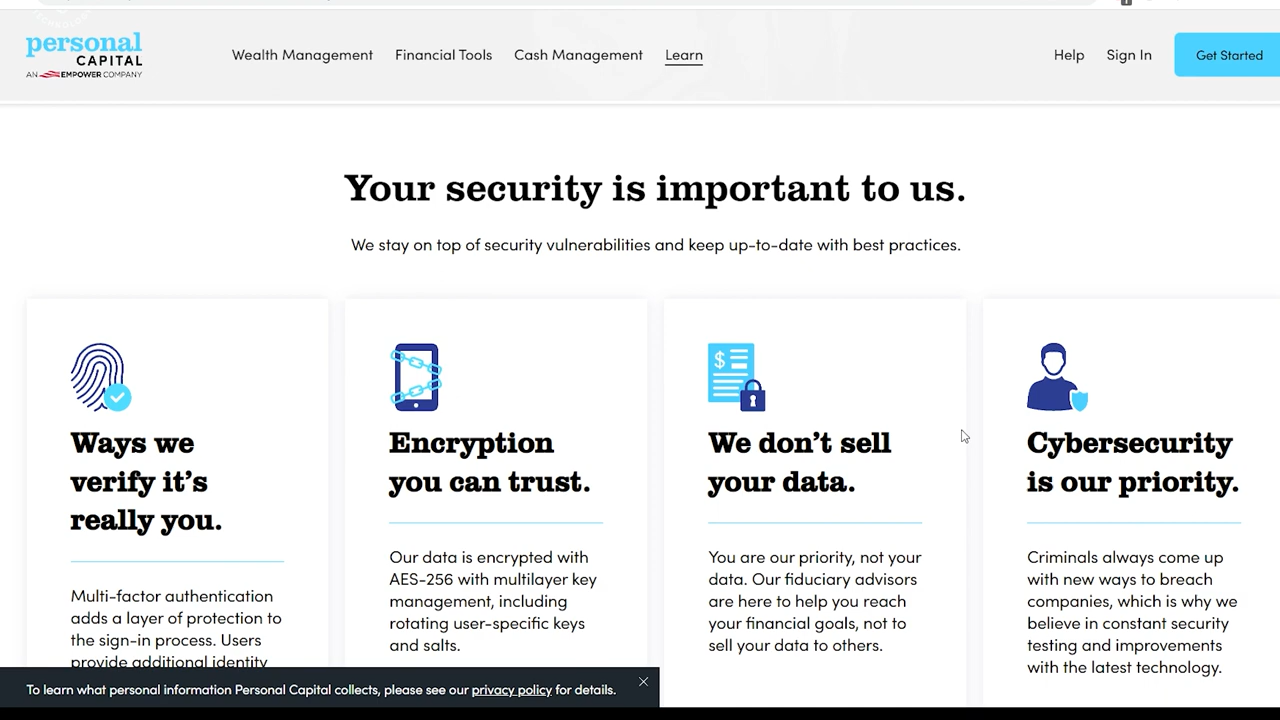 personal
CAPITAL
AN EMPOWER COMPANY
Wealth Management
Financial Tools
Cash Management
Learn
Help
Sign In
Get Started
Your security is important to us.
We stay on top of security vulnerabilities and keep up-to-date with best practices.
$
Ways we
verify it's
really you.
Multi-factor authentication
adds a layer of protection to
the sign-in process. Users
provide additional identity
Encryption
you can trust.
Our data is encrypted with
AES-256 with multilayer key
management, including
rotating user-specific keys
and salts.
We don't sell
your data.
You are our priority, not your
data. Our fiduciary advisors
are here to help you reach
your financial goals, not to
sell your data to others.
Cybersecurity
is our priority.
Criminals always come up
with new ways to breach
companies, which is why we
believe in constant security
testing and improvements
with the latest technology.
To learn what personal information Personal Capital collects, please see our privacy policy for details.